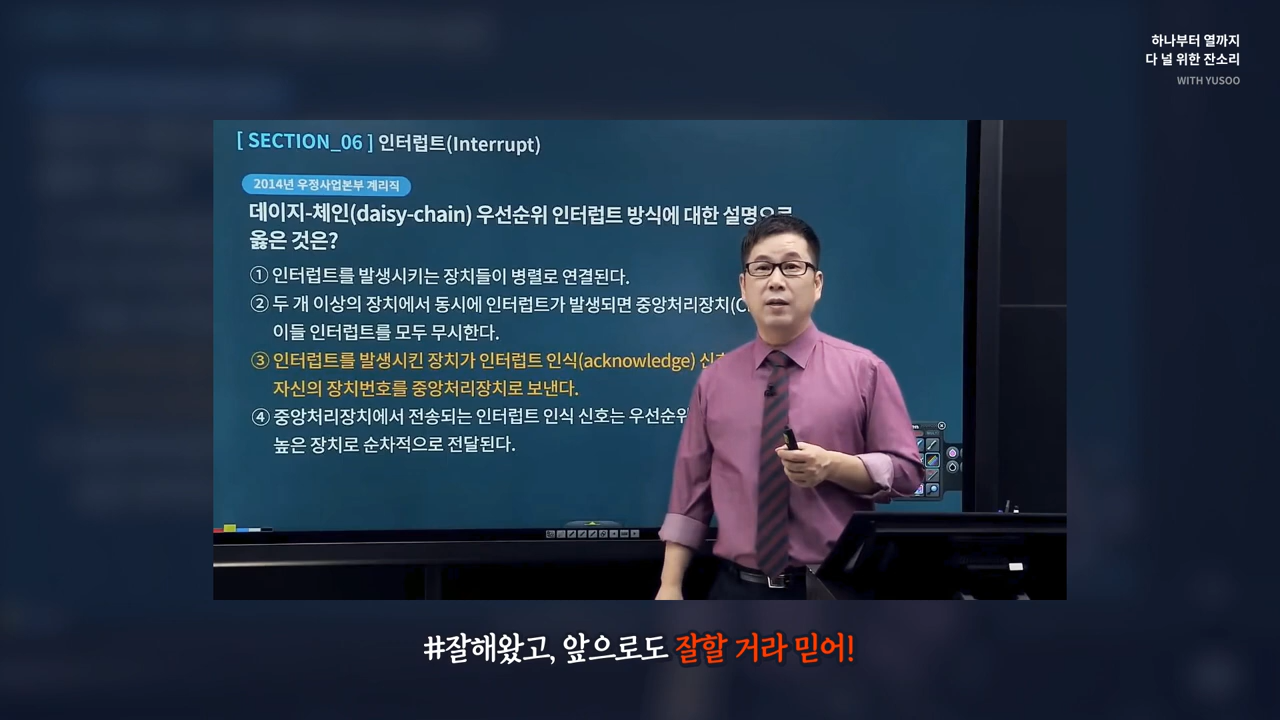 하나부터 열까지
다 널 위한 잔소리
WITH YUSOO
[ SECTION_06 ] 인터럽트(Interrupt)
2014년 우정사업본부 계리직
데이지-체인(daisy-chain) 우선순위 인터럽트 방식에 대한 설명으로
옳은 것은?
① 인터럽트를 발생시키는 장치들이 병렬로 연결된다.
② 두 개 이상의 장치에서 동시에 인터럽트가 발생되면 중앙처리장치(C
이들 인터럽트를 모두 무시한다.
③ 인터럽트를 발생시킨 장치가 인터럽트 인식(acknowledge)
자신의 장치번호를 중앙처리장치로 보낸다.
④ 중앙처리장치에서 전송되는 인터럽트 인식 신호는 우선순위
높은 장치로 순차적으로 전달된다.
#잘해왔고, 앞으로도 잘할 거라 믿어!